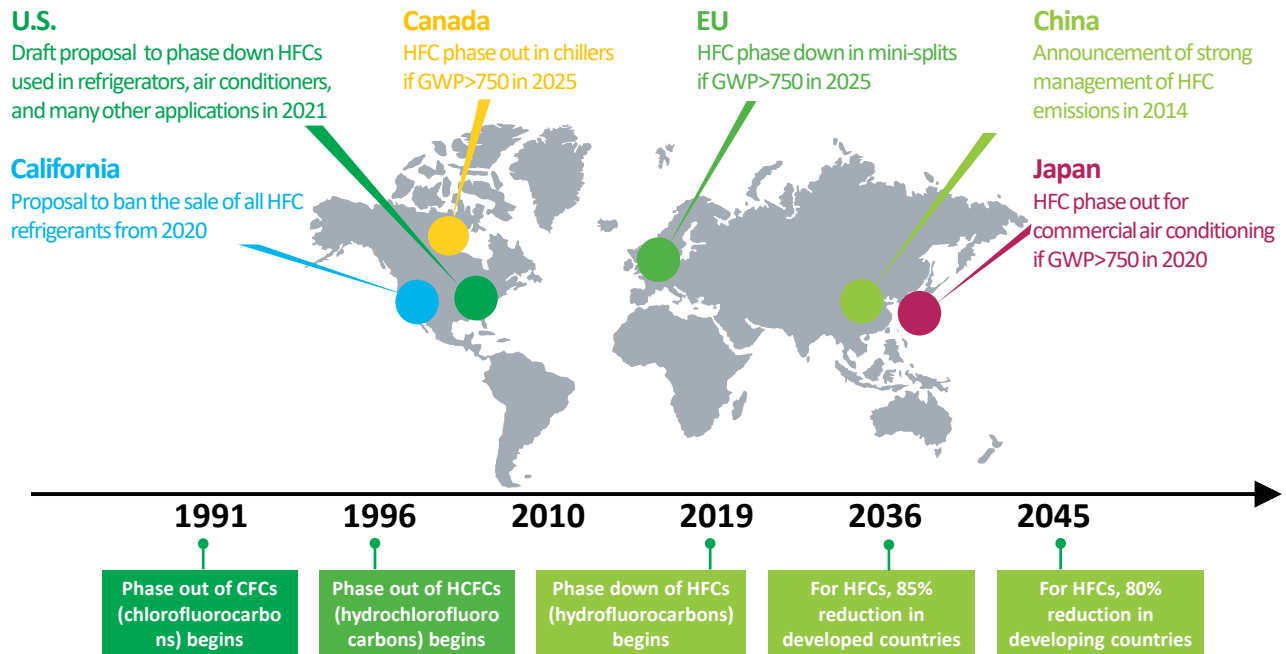 U.S.
Draft proposal to phase down HFCs
used in refrigerators, air conditioners,
and many other applications in 2021
Canada
HFC phase out in chillers
if GWP>750 in 2025
EU
HFC phase down in mini-splits
if GWP>750 in 2025
China
Announcement of strong
management of HFC
emissions in 2014
California
Proposal to ban the sale of all HFC
refrigerants from 2020
Japan
HFC phase out for
commercial air conditioning
if GWP>750 in 2020
1991
1996
2010
2019
2036
2045
Phase out of CFCs
(chlorofluorocarbo
ns) begins
Phase out of HCFCs
(hydrochlorofluoro
carbons) begins
Phase down of HFCs
(hydrofluorocarbons)
begins
For HFCs, 85%
reduction in
developed countries
For HFCs, 80%
reduction in
developing countries